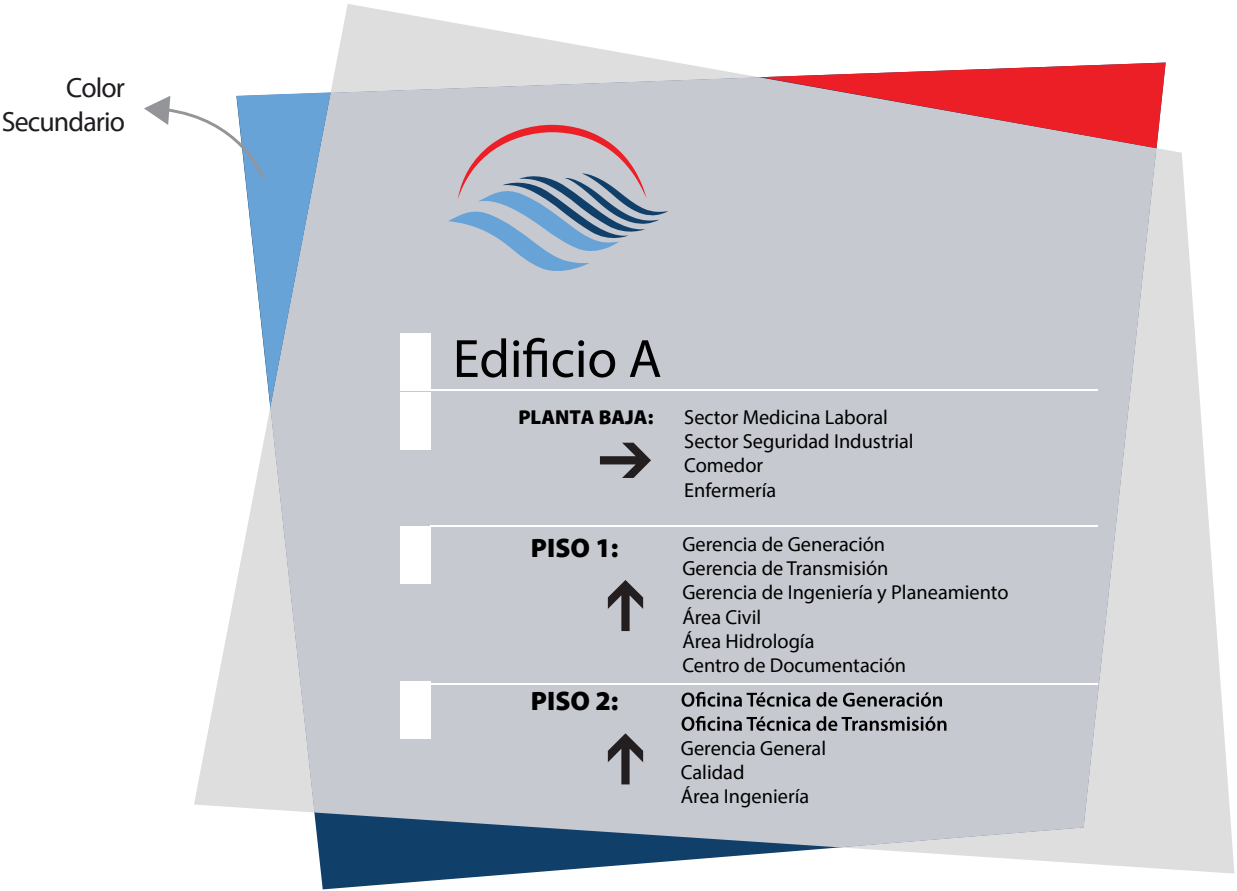 Color
Secundario
Edificio A
PLANTA BAJA:
Sector Medicina Laboral
Sector Seguridad Industrial
Comedor
Enfermería
PISO 1:
Gerencia de Generación
Gerencia de Transmisión
Gerencia de Ingeniería y Planeamiento
Área Civil
Área Hidrología
Centro de Documentación
PISO 2:
Oficina Técnica de Generación
Oficina Técnica de Transmisión
Gerencia General
Calidad
Área Ingeniería